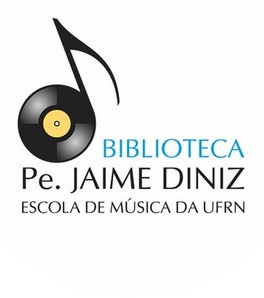 BIBLIOTECA
Pe. JAIME DINIZ
ESCOLA DE MÚSICA DA UFRN